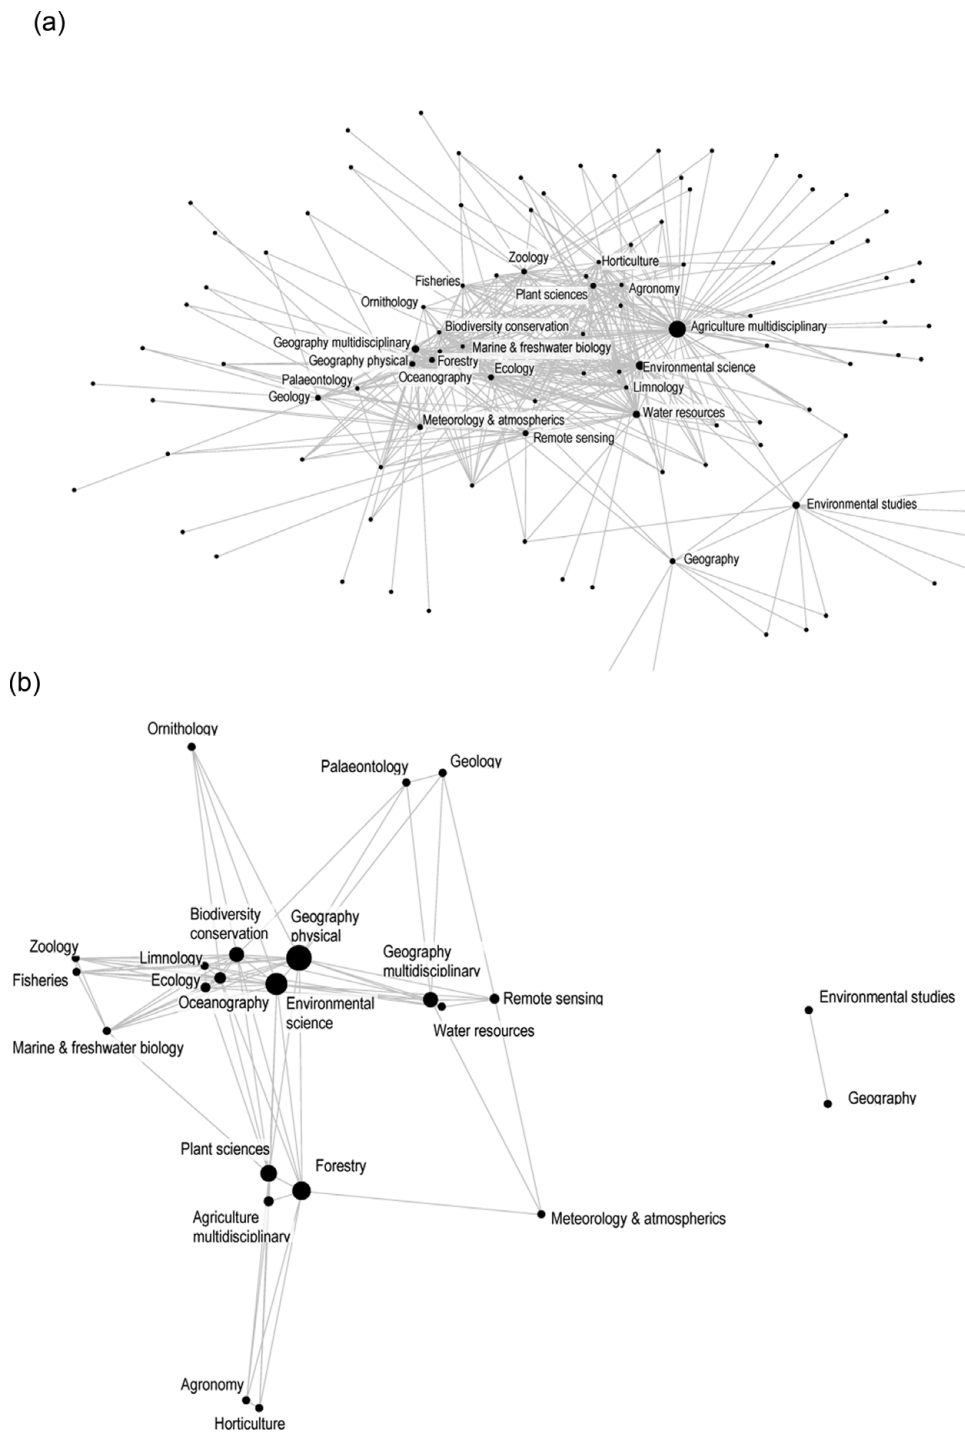 (a)
Zoology
Horticulture
Fisheries
Plant sciences
Agronomy
Ornithology
Biodiversity conservation
Agriculture multidisciplinary
Geography multidisciplinary
Marine & freshwater biology
Geography physical
Forestry
Ecology
Environmental science
Oceanography
Palaeontology
Limnology
Geology
Meteorology & atmospherics
Water resources
Remote sensing
Environmental studies
Geography
(b)
Ornithology
Palaeontology
Geology
Biodiversity
conservation
Geography
physical
Zoology
Limnology
Geography
multidisciplinary
Fisheries
Ecology
Oceanography
Environmental
science
Remote sensing
Environmental studies
Water resources
Marine & freshwater biology
Geography
Plant sciences
Forestry
Agriculture
multidisciplinary
Meteorology & atmospherics
Agronomy
Horticulture